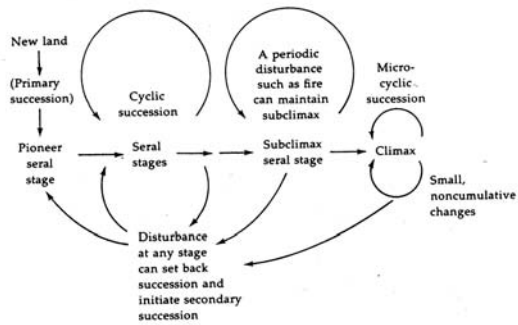 New land
(Primary
succession)
Pioneer
seral
stage
Cyclic
succession
Seral
stages
A periodic
disturbance
such as fire
can maintain
subclimax
Subclimax
seral stage
Micro-
cyclic
succession
Climax
Small,
noncumulative
changes
Disturbance
at any stage
can set back
succession and
initiate secondary
succession